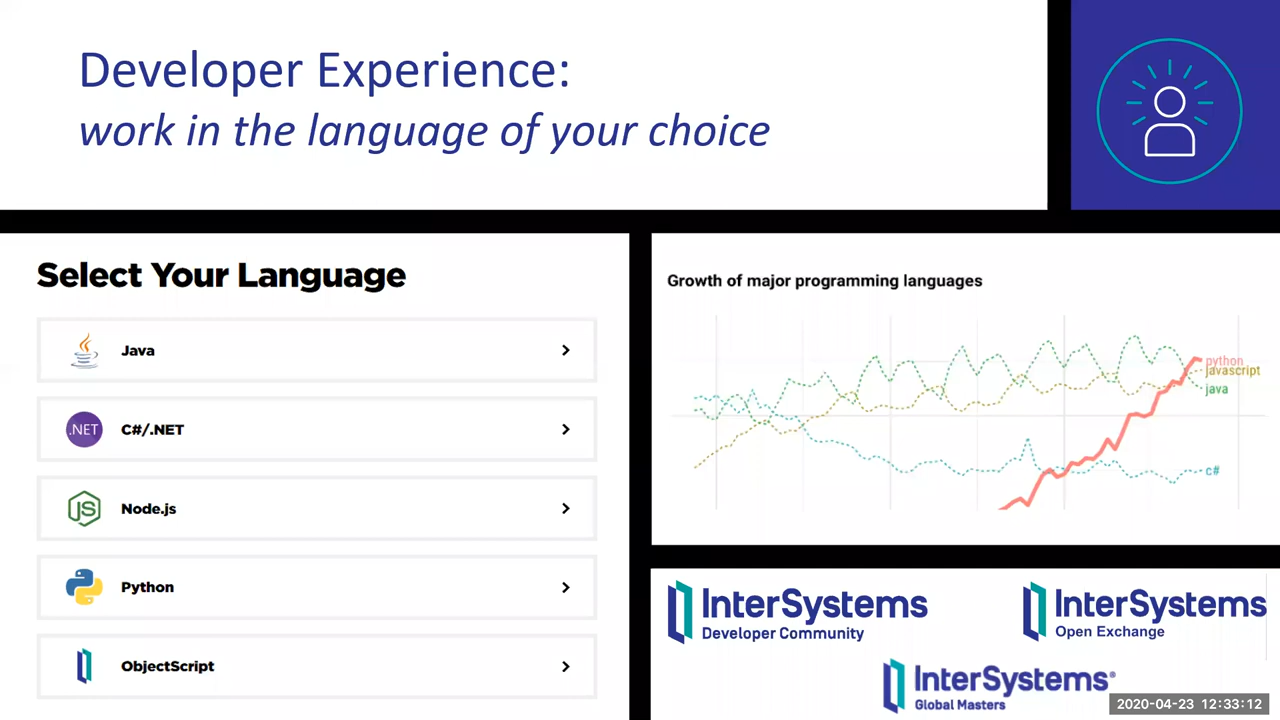 Developer Experience:
work in the language of your choice
Select Your Language
Java
.NET
C#/.NET
JS
Node.js
Python
ObjectScript
Growth of major programming languages
python
javascript
java
c#
InterSystems
Developer Community
InterSystems
Open Exchange
InterSystems®
Global Masters
2020-04-23 12:33:12